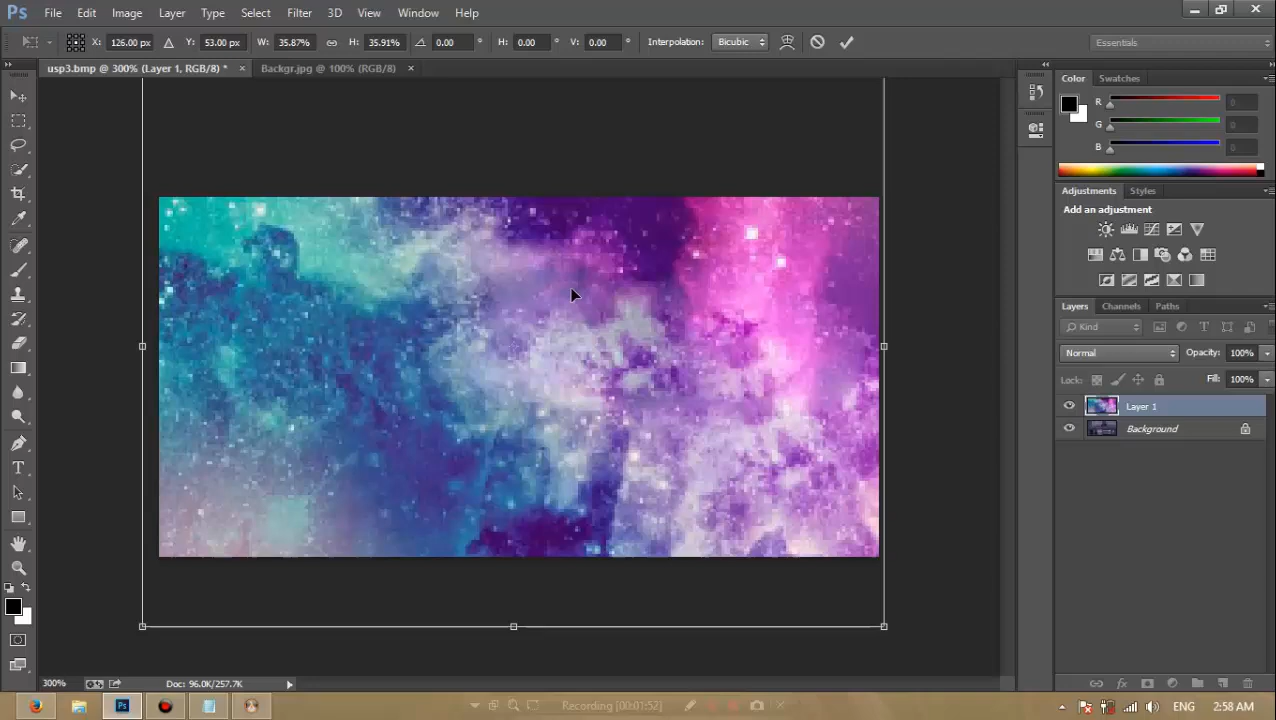 Ps File Edit Image Layer Type Select Filter 3D View Window Help
X: 126.00 px Y: 53.00 px W: 35.87% H: 35.91% 0.00 ° H: 0.00 ° V: 0.00 ° Interpolation: Bicubic Essentials
usp3.bmp @ 300% (Layer 1, RGB/8) * × Backgr.jpg @ 100% (RGB/8) ×
Color Swatches
R 0
G 0
B 0
Adjustments Styles
Add an adjustment
Layers Channels Paths
Kind
Normal Opacity: 100%
Lock: Fill: 100%
Layer 1
Background
T
300% Doc: 96.0K/257.7K
Ps Recording [00:01:52] ENG 2:58 AM